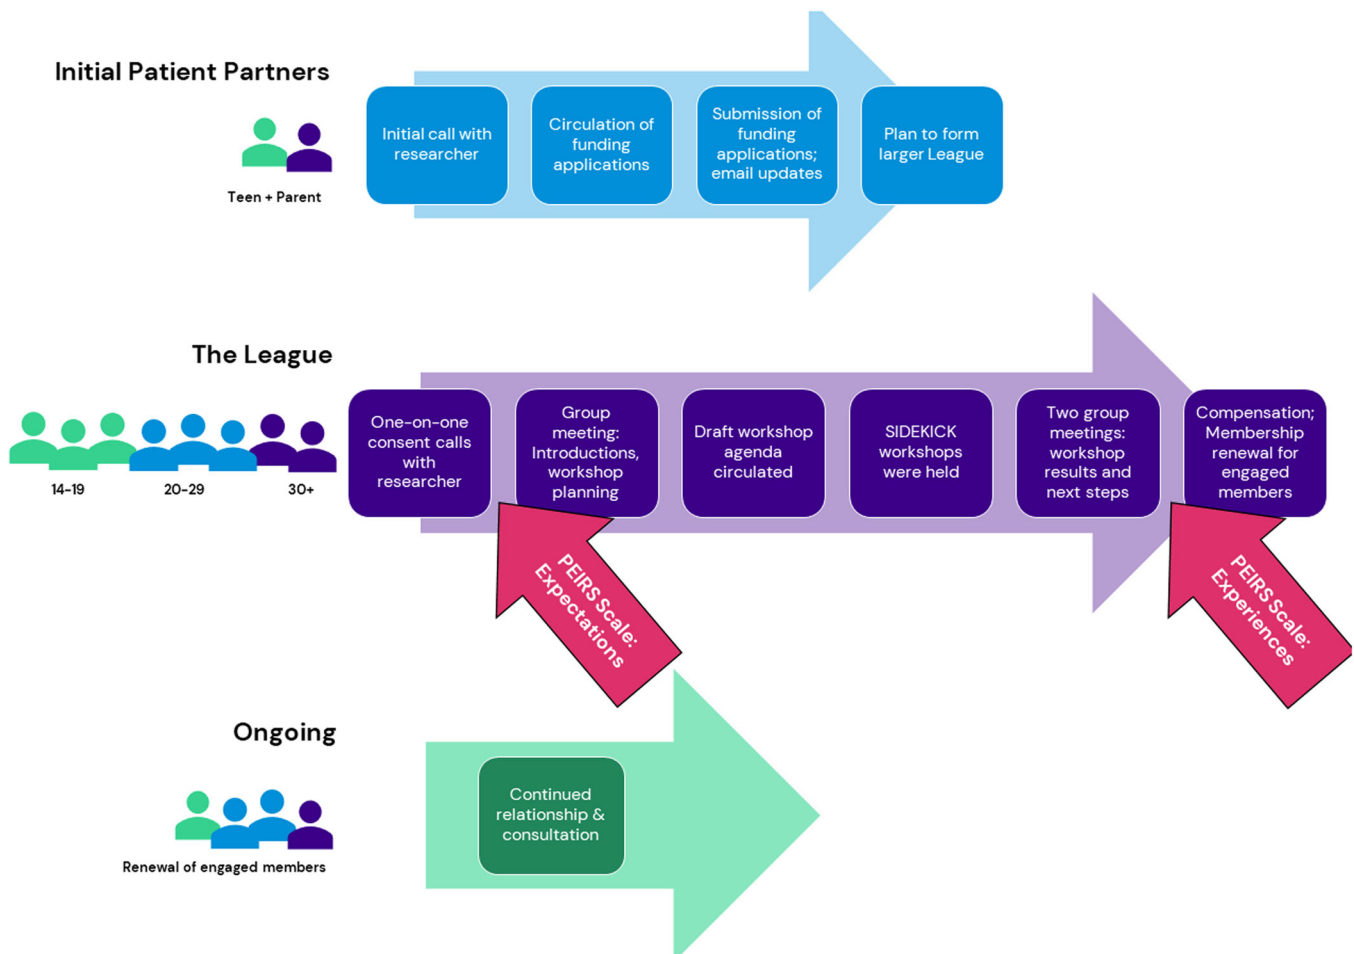 Initial Patient Partners
Teen + Parent
Initial call with
researcher
Circulation of
funding
applications
Submission of
funding
applications;
email updates
Plan to form
larger League
The League
14-19
20-29
30+
One-on-one
consent calls
with
researcher
Group
meeting:
Introductions,
workshop
planning
Draft workshop
agenda
circulated
SIDEKICK
workshops
were held
Two group
meetings:
workshop
results and
next steps
Compensation;
Membership
renewal for
engaged
members
PEIRS Scale:
Expectations
PEIRS Scale:
Experiences
Ongoing
Renewal of engaged members
Continued
relationship &
consultation